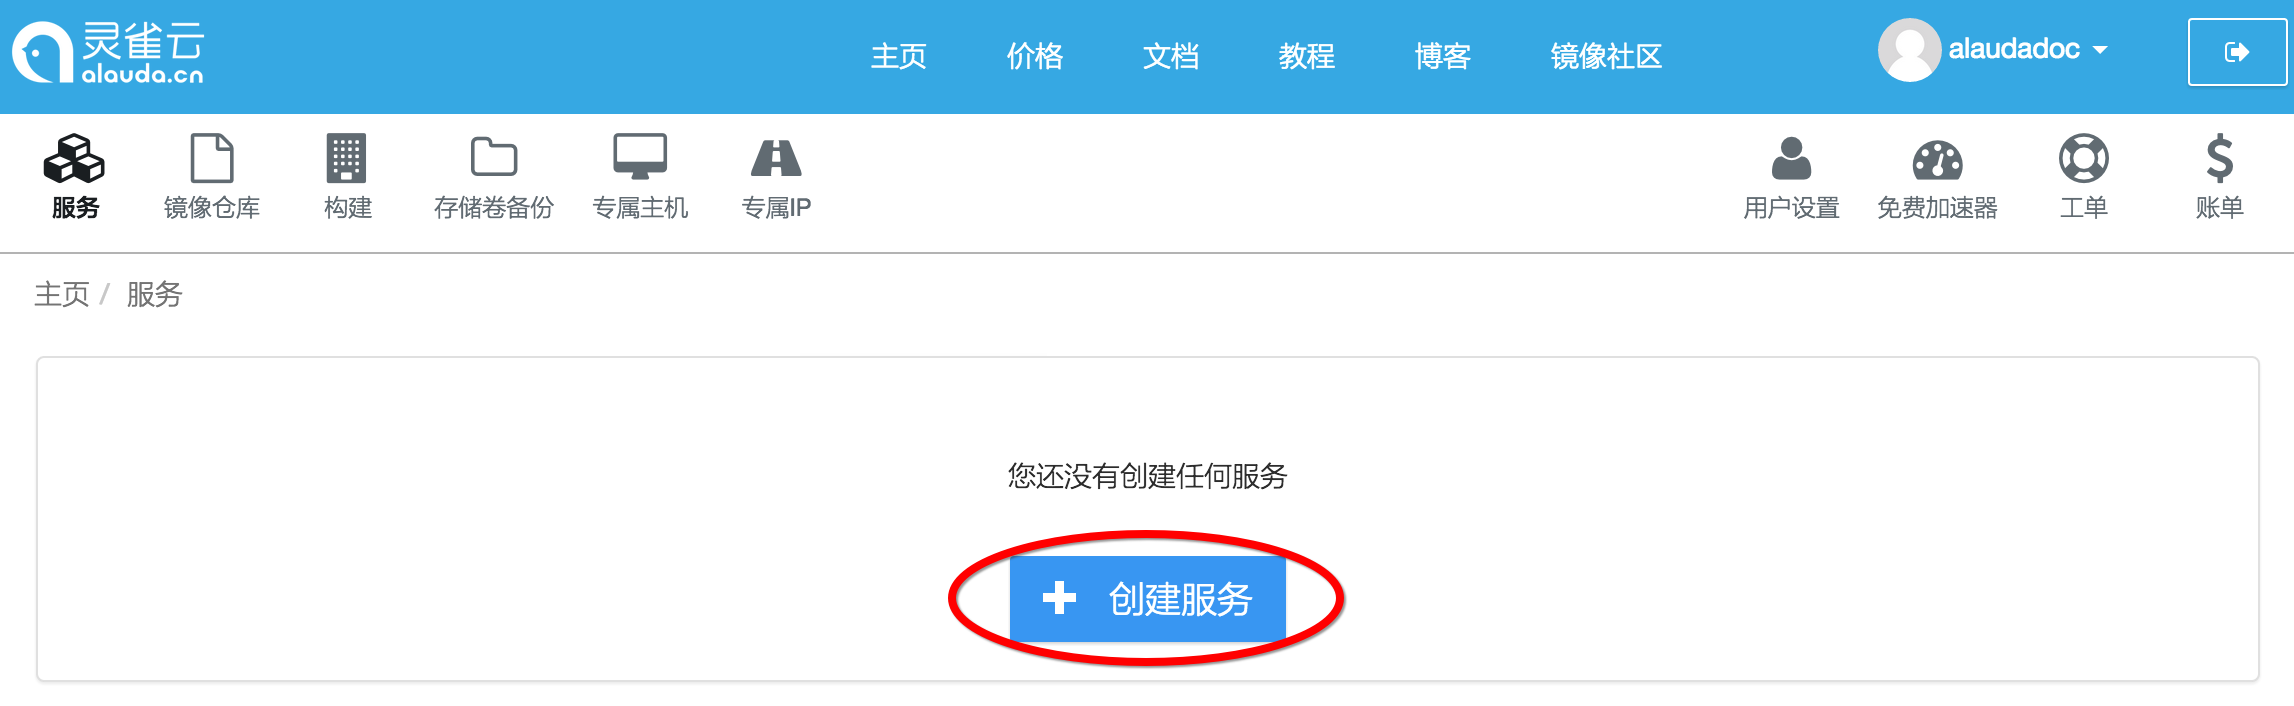 灵雀云
alauda.cn
主页 价格 文档 教程 博客 镜像社区
alaudadoc
服务 镜像仓库 构建 存储卷备份 专属主机 专属IP 用户设置 免费加速器 工单 账单
主页 / 服务
您还没有创建任何服务
创建服务